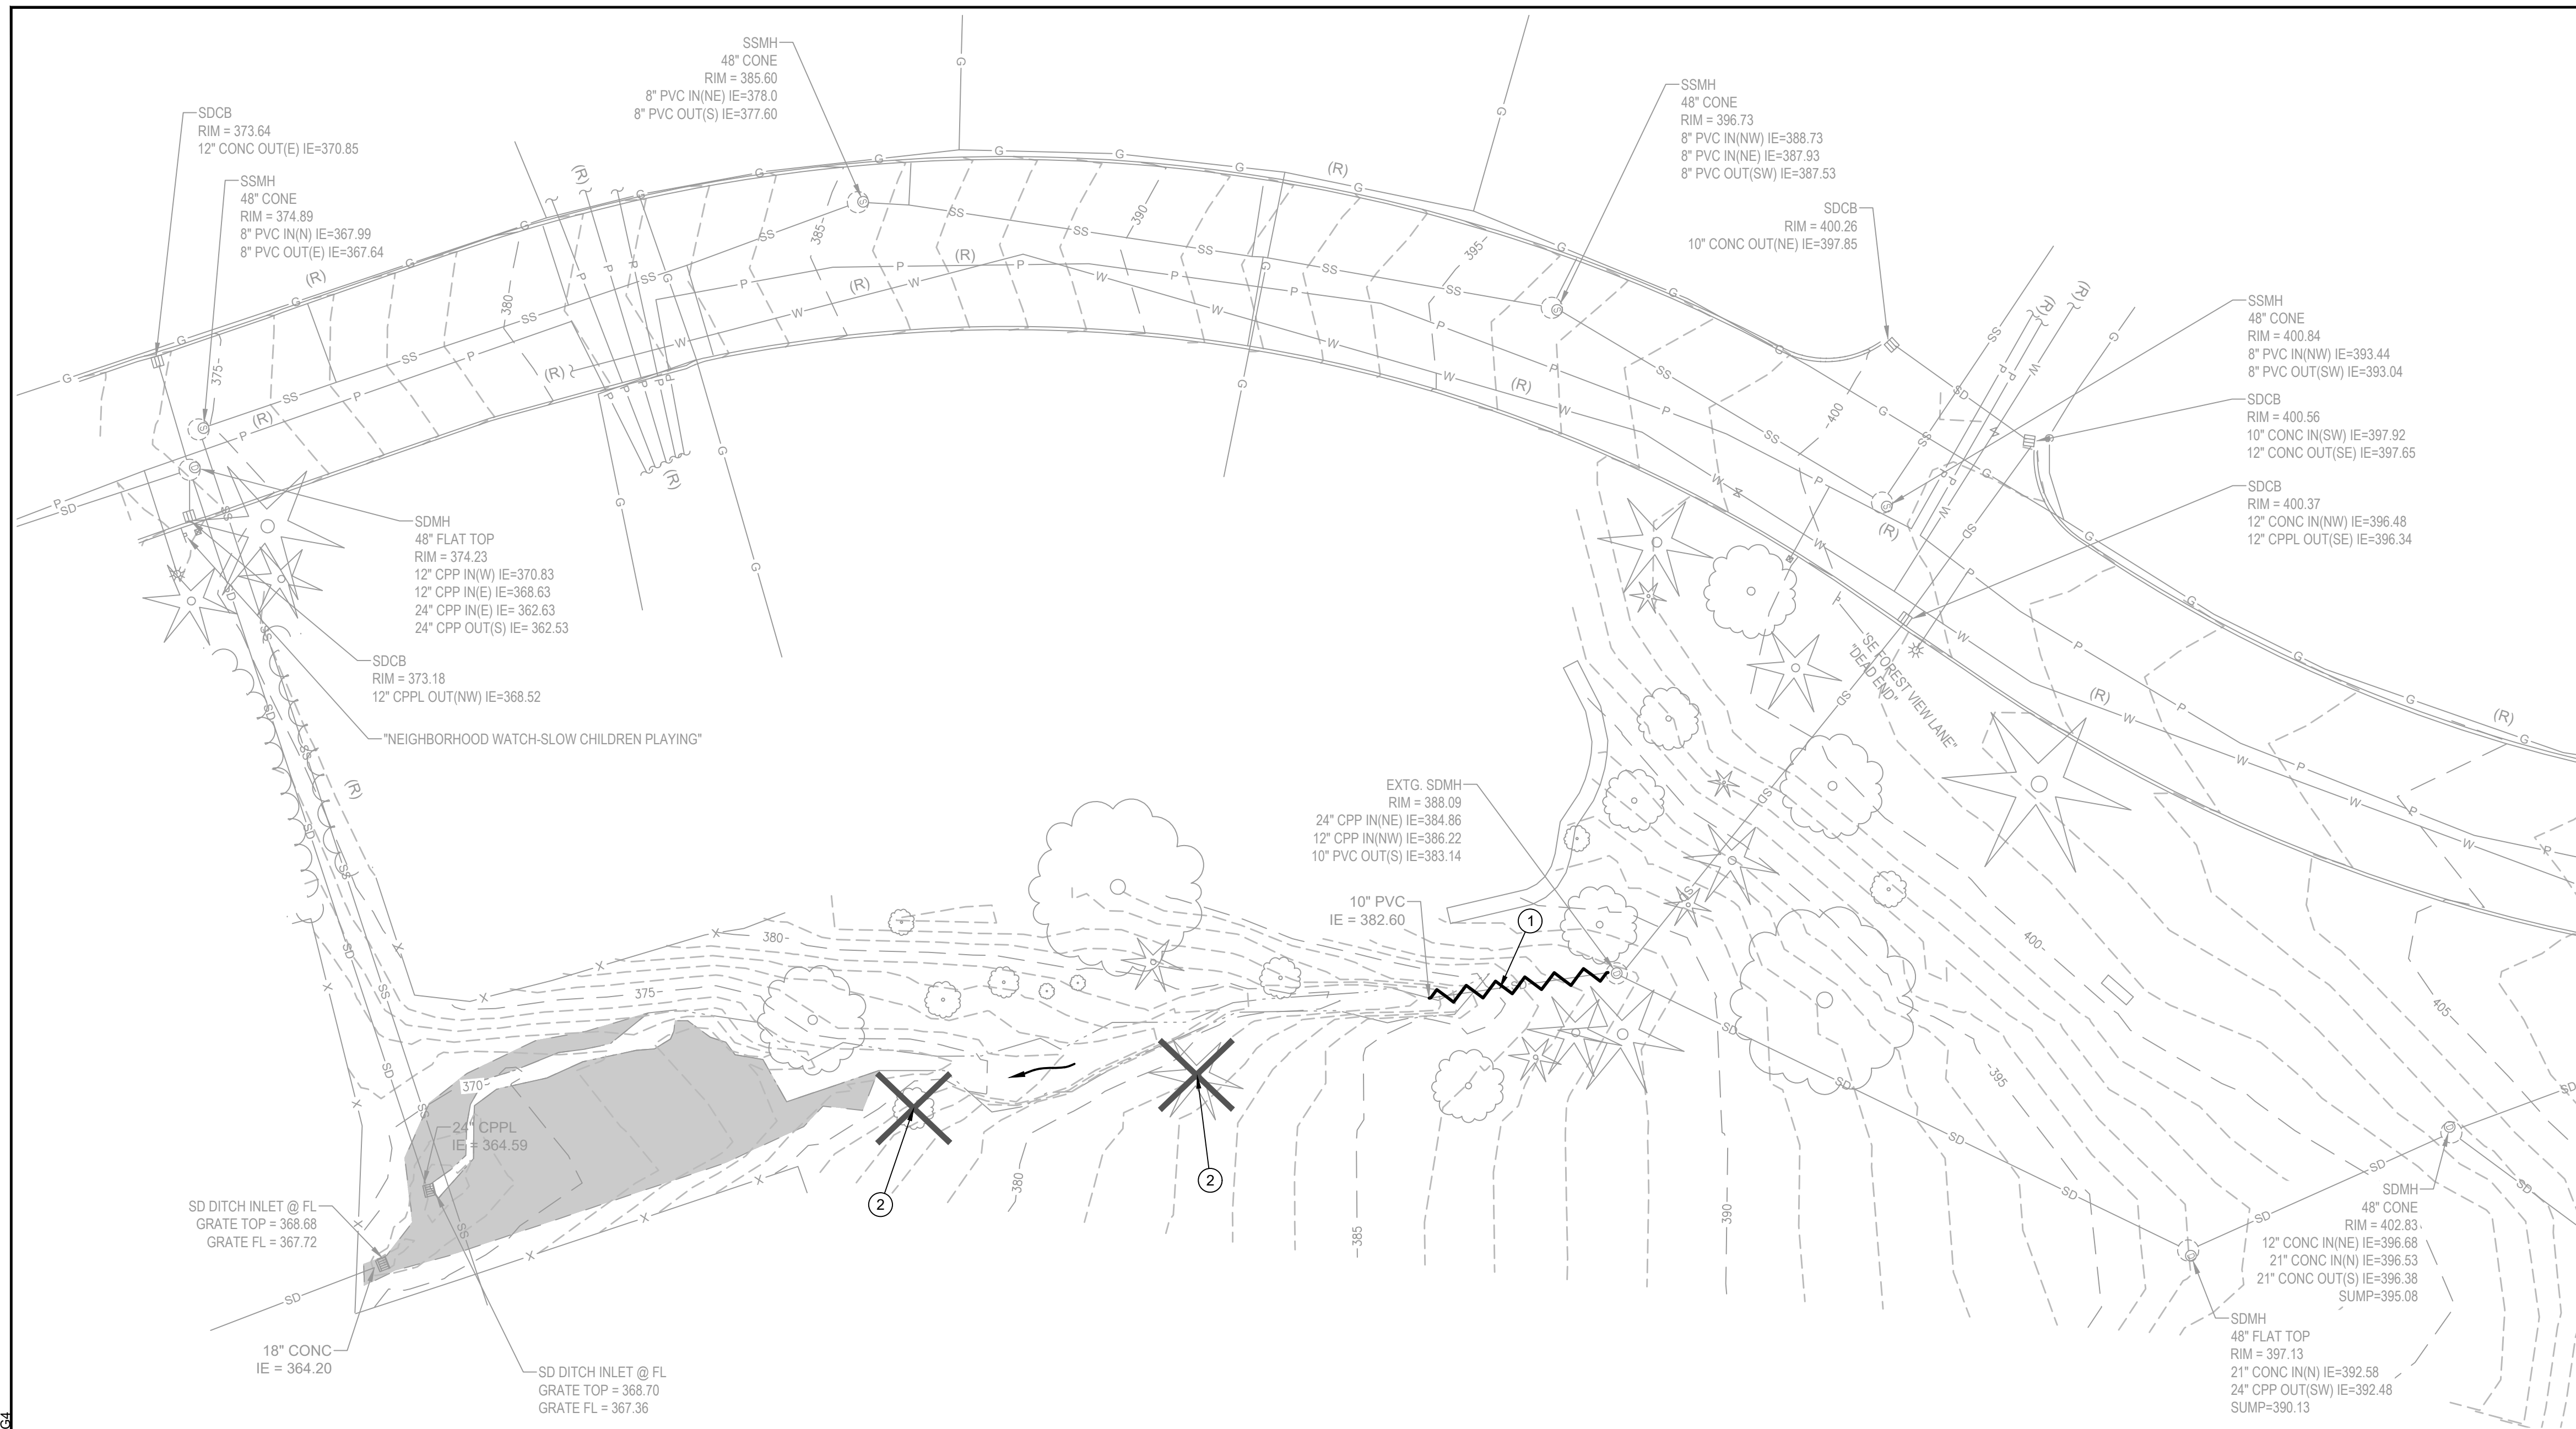 SSMH
48" CONE
RIM = 385.60
8" PVC IN(NE) IE=378.0
8" PVC OUT(S) IE=377.60
SDCB
RIM = 373.64
12" CONC OUT(E) IE=370.85
SSMH
48" CONE
RIM = 374.89
8" PVC IN(N) IE=367.99
8" PVC OUT(E) IE=367.64
SSMH
48" CONE
RIM = 396.73
8" PVC IN(NW) IE=388.73
8" PVC IN(NE) IE=387.93
8" PVC OUT(SW) IE=387.53
SDCB
RIM = 400.26
10" CONC OUT(NE) IE=397.85
SSMH
48" CONE
RIM = 400.84
8" PVC IN(NW) IE=393.44
8" PVC OUT(SW) IE=393.04
SDCB
RIM = 400.56
10" CONC IN(SW) IE=397.92
12" CONC OUT(SE) IE=397.65
SDCB
RIM = 400.37
12" CONC IN(NW) IE=396.48
12" CPPL OUT(SE) IE=396.34
SDMH
48" FLAT TOP
RIM = 374.23
12" CPP IN(W) IE=370.83
12" CPP IN(E) IE=368.63
24" CPP IN(E) IE= 362.63
24" CPP OUT(S) IE= 362.53
SDCB
RIM = 373.18
12" CPPL OUT(NW) IE=368.52
"NEIGHBORHOOD WATCH-SLOW CHILDREN PLAYING"
SE FOREST VIEW LANE"
"DEAD END"
EXTG. SDMH
RIM = 388.09
24" CPP IN(NE) IE=384.86
12" CPP IN(NW) IE=386.22
10" PVC OUT(S) IE=383.14
10" PVC
IE = 382.60
1
2
2
375
380
385
390
395
400
380
375
370
380
385
390
395
400
405
24" CPPL
IE = 364.59
SD DITCH INLET @ FL
GRATE TOP = 368.68
GRATE FL = 367.72
18" CONC
IE = 364.20
SD DITCH INLET @ FL
GRATE TOP = 368.70
GRATE FL = 367.36
SDMH
48" CONE
RIM = 402.83
12" CONC IN(NE) IE=396.68
21" CONC IN(N) IE=396.53
21" CONC OUT(S) IE=396.38
SUMP=395.08
SDMH
48" FLAT TOP
RIM = 397.13
21" CONC IN(N) IE=392.58
24" CPP OUT(SW) IE=392.48
SUMP=390.13
G4